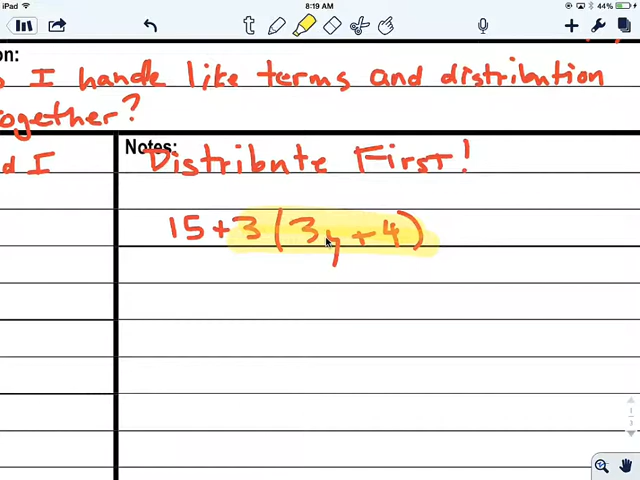 iPad
8:19 AM
44%
on:
I handle like terms and distribution
ogether?
d I
Notes:
Distribute First!
15+3(3y+4)